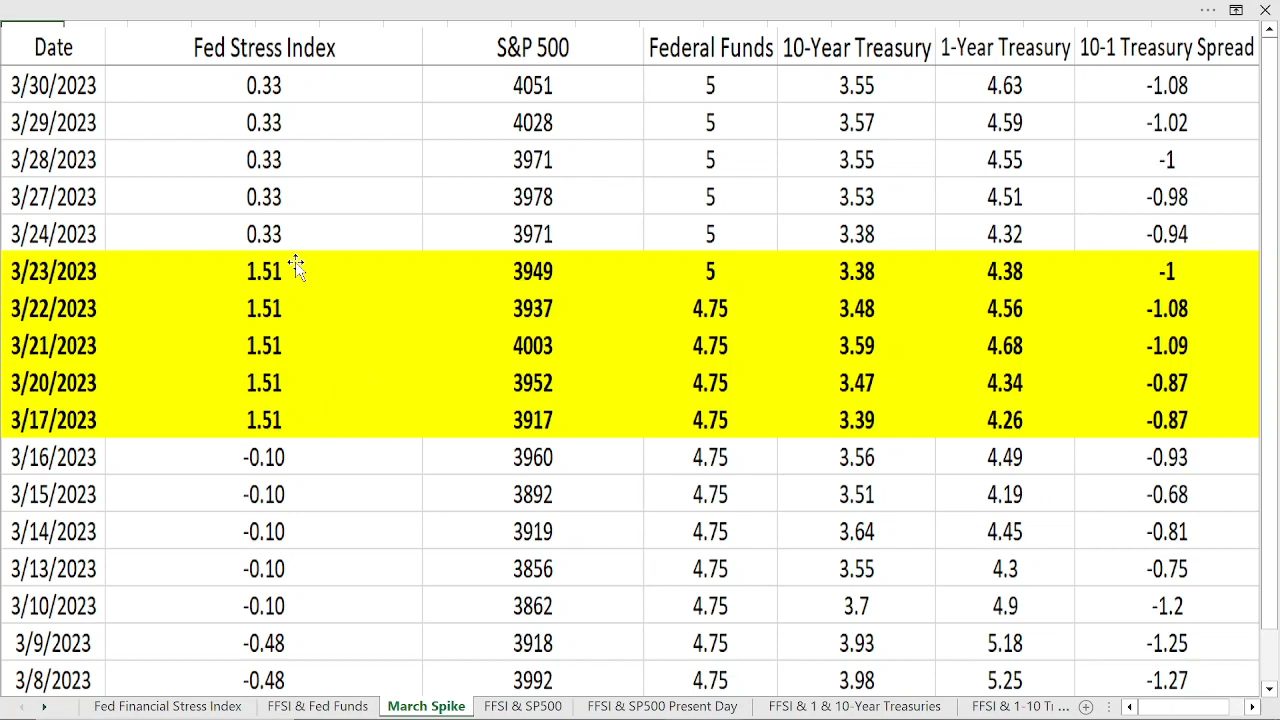 Date Fed Stress Index S&P 500 Federal Funds 10-Year Treasury 1-Year Treasury 10-1 Treasury Spread
3/30/2023 0.33 4051 5 3.55 4.63 -1.08
3/29/2023 0.33 4028 5 3.57 4.59 -1.02
3/28/2023 0.33 3971 5 3.55 4.55 -1
3/27/2023 0.33 3978 5 3.53 4.51 -0.98
3/24/2023 0.33 3971 5 3.38 4.32 -0.94
3/23/2023 1.51 3949 5 3.38 4.38 -1
3/22/2023 1.51 3937 4.75 3.48 4.56 -1.08
3/21/2023 1.51 4003 4.75 3.59 4.68 -1.09
3/20/2023 1.51 3952 4.75 3.47 4.34 -0.87
3/17/2023 1.51 3917 4.75 3.39 4.26 -0.87
3/16/2023 -0.10 3960 4.75 3.56 4.49 -0.93
3/15/2023 -0.10 3892 4.75 3.51 4.19 -0.68
3/14/2023 -0.10 3919 4.75 3.64 4.45 -0.81
3/13/2023 -0.10 3856 4.75 3.55 4.3 -0.75
3/10/2023 -0.10 3862 4.75 3.7 4.9 -1.2
3/9/2023 -0.48 3918 4.75 3.93 5.18 -1.25
3/8/2023 -0.48 3992 4.75 3.98 5.25 -1.27
Fed Financial Stress Index FFSI & Fed Funds March Spike FFSI & SP500 FFSI & SP500 Present Day FFSI & 1 & 10-Year Treasuries FFSI & 1-10 Ti ...